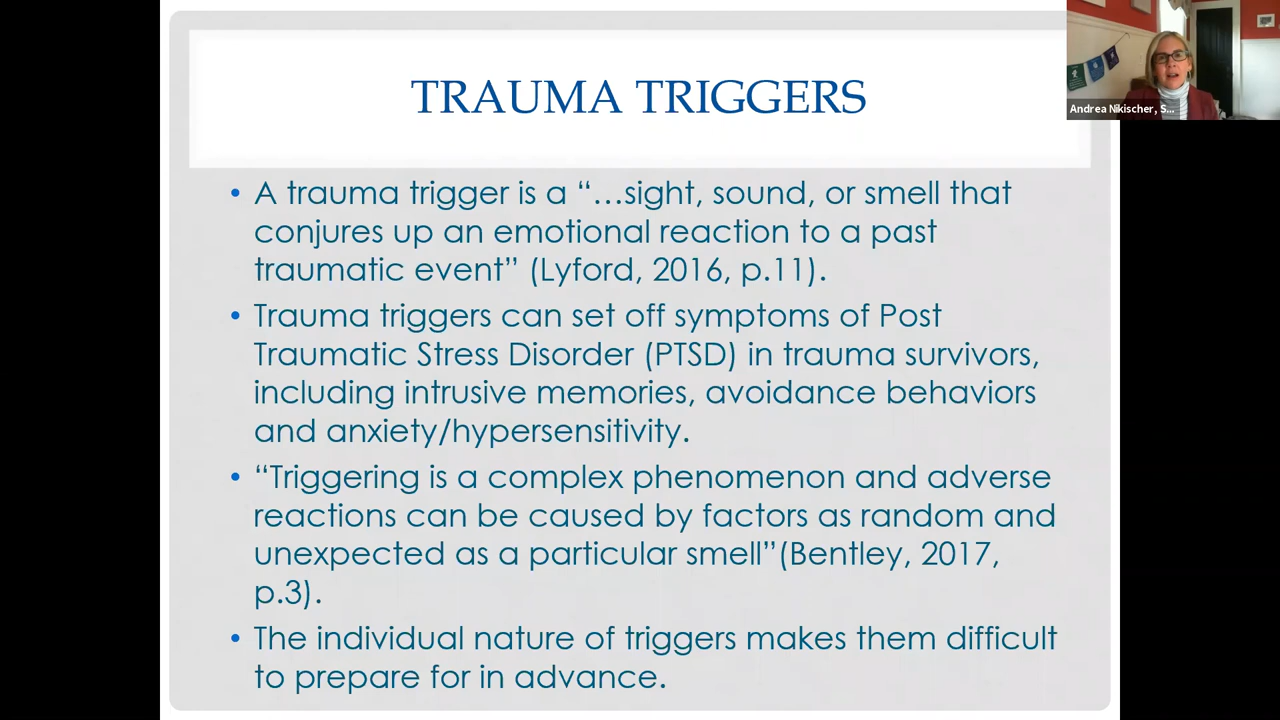 TRAUMA TRIGGERS
Andrea Nikischer, S...
• A trauma trigger is a “…sight, sound, or smell that
conjures up an emotional reaction to a past
traumatic event” (Lyford, 2016, p.11).
• Trauma triggers can set off symptoms of Post
Traumatic Stress Disorder (PTSD) in trauma survivors,
including intrusive memories, avoidance behaviors
and anxiety/hypersensitivity.
• “Triggering is a complex phenomenon and adverse
reactions can be caused by factors as random and
unexpected as a particular smell”(Bentley, 2017,
p.3).
• The individual nature of triggers makes them difficult
to prepare for in advance.